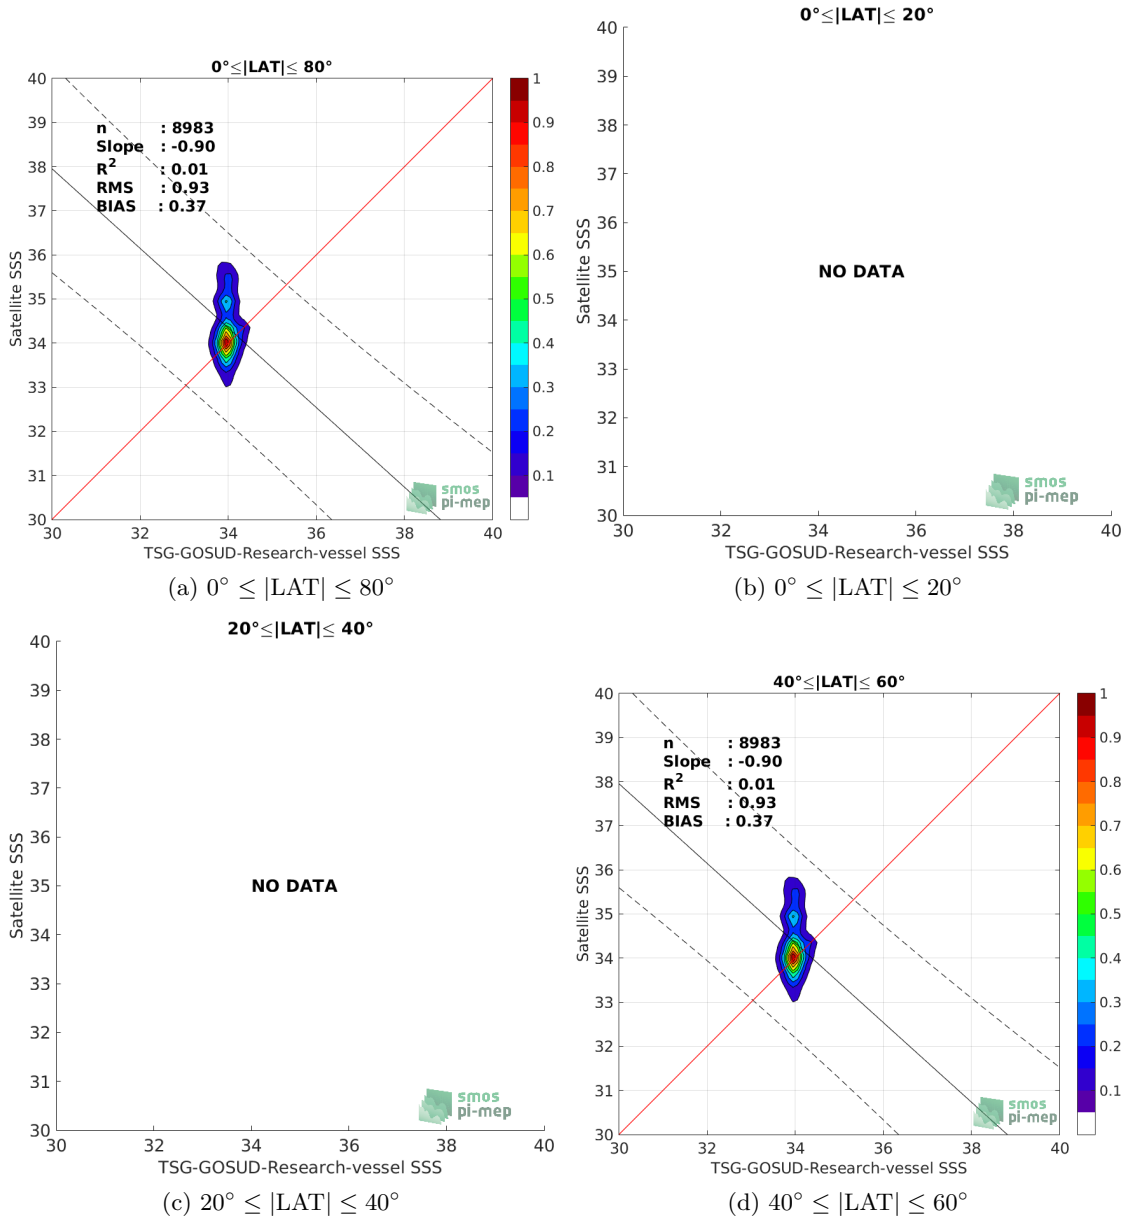 0°≤|LAT|≤ 80°
40
39
38
37
36
35
34
33
32
31
30
Satellite SSS
n : 8983
Slope : -0.90
R2 : 0.01
RMS : 0.93
BIAS : 0.37
1
0.9
0.8
0.7
0.6
0.5
0.4
0.3
0.2
0.1
smos
pi-mep
30 32 34 36 38 40
TSG-GOSUD-Research-vessel SSS
(a) 0° ≤ |LAT| ≤ 80°
0°≤|LAT|≤ 20°
40
39
38
37
36
35
34
33
32
31
30
Satellite SSS
NO DATA
smos
pi-mep
30 32 34 36 38 40
TSG-GOSUD-Research-vessel SSS
(b) 0° ≤ |LAT| ≤ 20°
20°≤|LAT|≤ 40°
40
39
38
37
36
35
34
33
32
31
30
Satellite SSS
NO DATA
smos
pi-mep
30 32 34 36 38 40
TSG-GOSUD-Research-vessel SSS
(c) 20° ≤ |LAT| ≤ 40°
40°≤|LAT|≤ 60°
40
39
38
37
36
35
34
33
32
31
30
Satellite SSS
n : 8983
Slope : -0.90
R2 : 0.01
RMS : 0.93
BIAS : 0.37
1
0.9
0.8
0.7
0.6
0.5
0.4
0.3
0.2
0.1
smos
pi-mep
30 32 34 36 38 40
TSG-GOSUD-Research-vessel SSS
(d) 40° ≤ |LAT| ≤ 60°